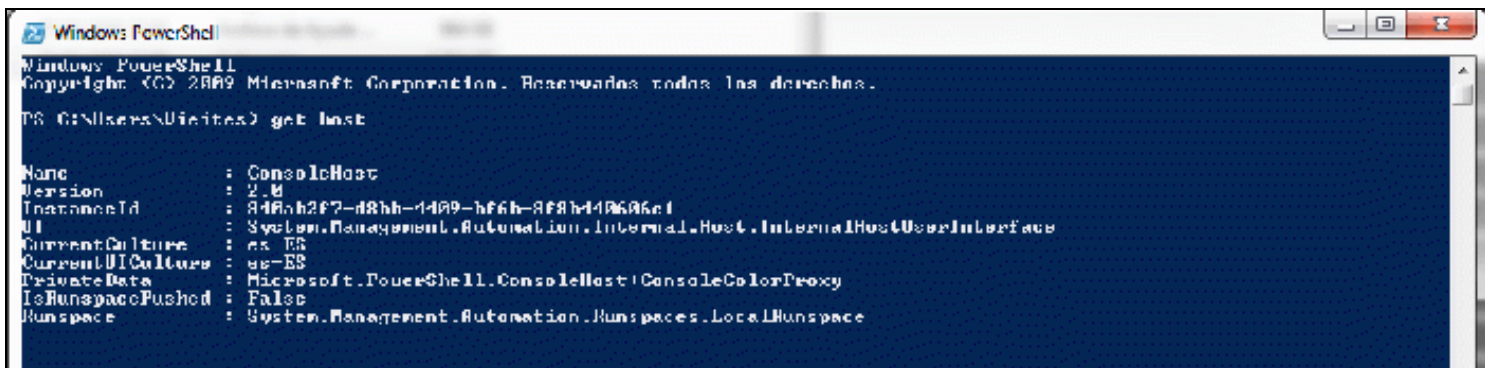 Windows PowerShell
Windows PowerShell
Copyright (C) 2009 Microsoft Corporation. Reservados todos los derechos.
PS C:\Users\Vieites> get-host
Name : ConsoleHost
Version : 2.0
InstanceId :
UI : System.Management.Automation.Internal.Host.InternalHostUserInterface
CurrentCulture : es-ES
CurrentUICulture : es-ES
PrivateData : Microsoft.PowerShell.ConsoleHost+ConsoleColorProxy
IsRunspacePushed : False
Runspace : System.Management.Automation.Runspaces.LocalRunspace